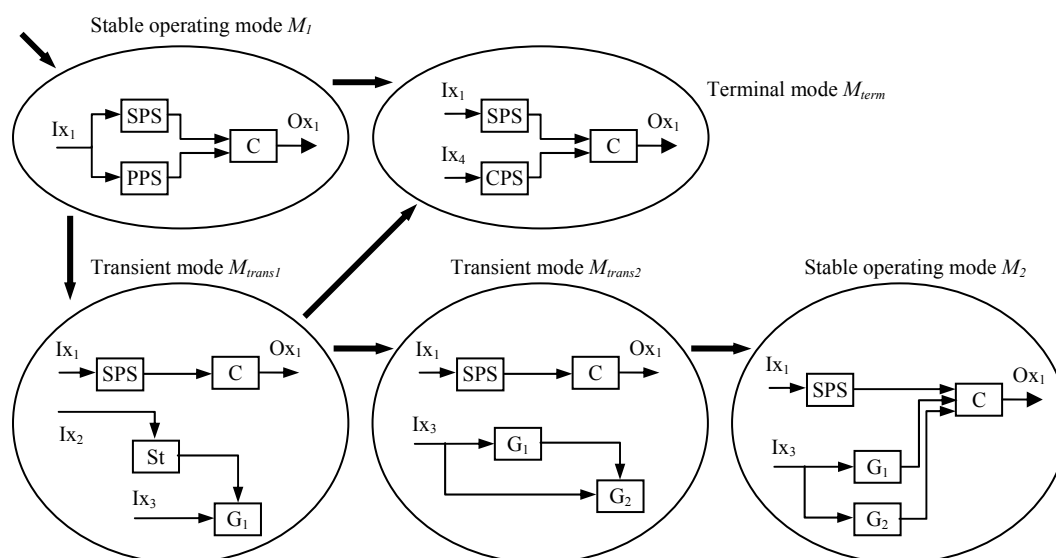 Stable operating mode M1
Terminal mode Mterm
Ix1
SPS
PPS
C
Ox1
Ix1
SPS
Ix4
CPS
C
Ox1
Transient mode Mtrans1
Transient mode Mtrans2
Stable operating mode M2
Ix1
SPS
C
Ox1
Ix2
St
Ix3
G1
Ix1
SPS
C
Ox1
Ix3
G1
G2
Ix1
SPS
C
Ox1
Ix3
G1
G2